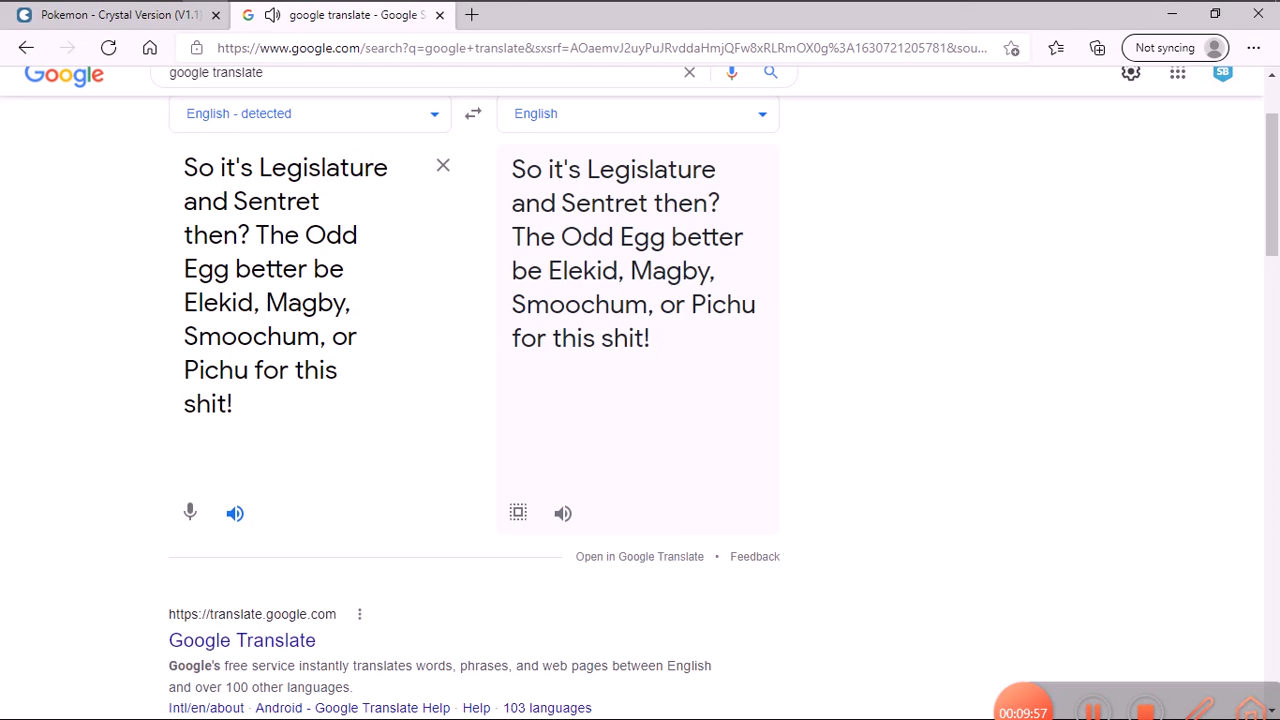 Pokemon - Crystal Version (V1.1)
google translate - Google S
Not syncing
https://www.google.com/search?q=google+translate&sxsrf=AOaemvJ2uyPuJRvddaHmjQFw8xRLRmOX0g%3A1630721205781&sou...
Google
google translate
SB
English - detected
English
So it's Legislature
and Sentret
then? The Odd
Egg better be
Elekid, Magby,
Smoochum, or
Pichu for this
shit!
So it's Legislature
and Sentret then?
The Odd Egg better
be Elekid, Magby,
Smoochum, or Pichu
for this shit!
Open in Google Translate • Feedback
https://translate.google.com
Google Translate
Google's free service instantly translates words, phrases, and web pages between English
and over 100 other languages.
Intl/en/about · Android - Google Translate Help · Help · 103 languages
00:09:57